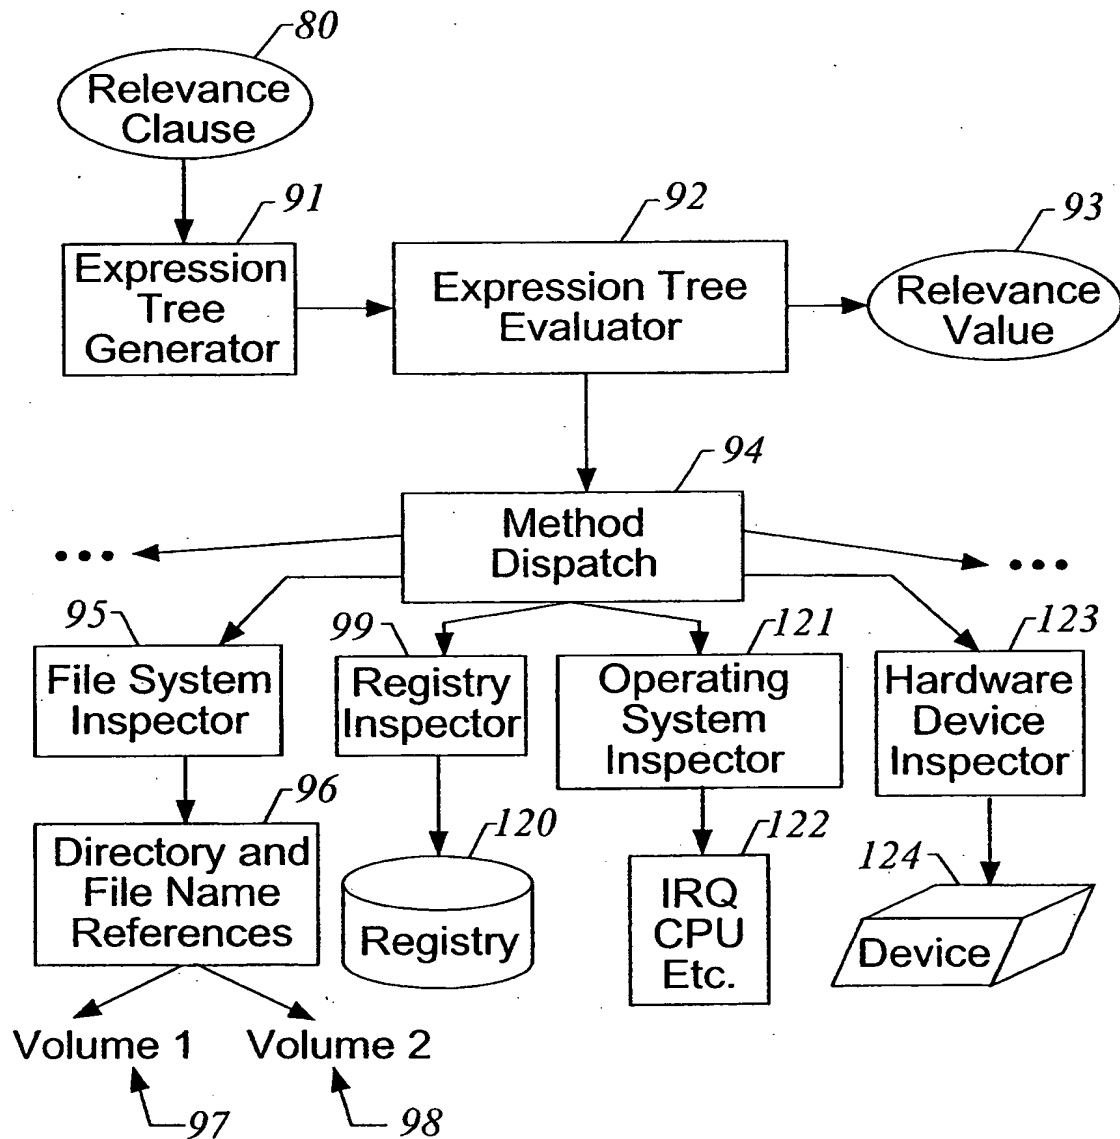 80
Relevance
Clause
91
Expression
Tree
Generator
92
Expression Tree
Evaluator
93
Relevance
Value
94
Method
Dispatch
•••
•••
95
File System
Inspector
99
Registry
Inspector
121
Operating
System
Inspector
123
Hardware
Device
Inspector
96
Directory and
File Name
References
120
Registry
122
IRQ
CPU
Etc.
124
Device
Volume 1
Volume 2
97
98